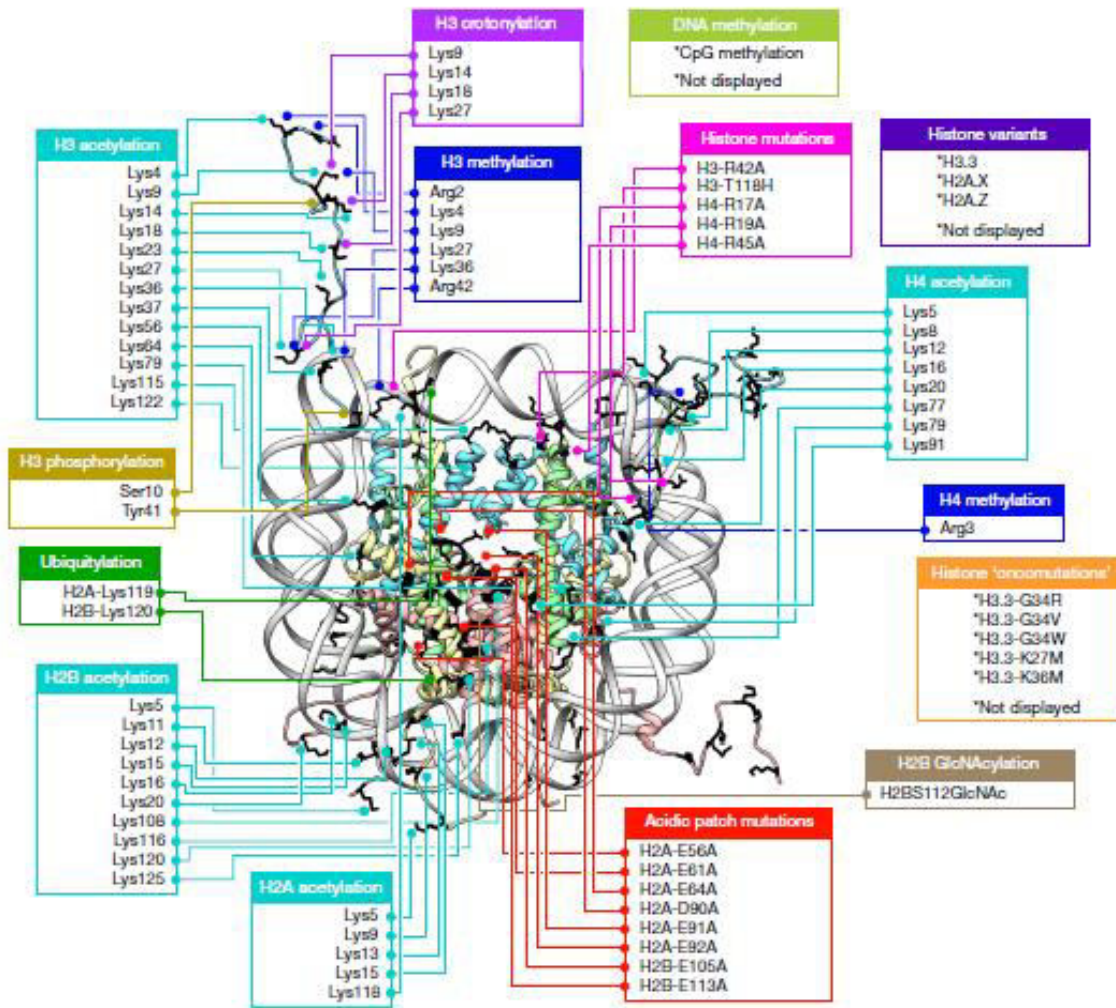 H3 crotonylation
Lys9
Lys14
Lys18
Lys27
DNA methylation
*CpG methylation
*Not displayed
H3 acetylation
Lys4
Lys9
Lys14
Lys18
Lys23
Lys27
Lys36
Lys37
Lys56
Lys64
Lys79
Lys115
Lys122
H3 methylation
Arg2
Lys4
Lys9
Lys27
Lys36
Arg42
Histone mutations
H3-R42A
H3-T118H
H4-R17A
H4-R19A
H4-R45A
Histone variants
*H3.3
*H2A.X
*H2A.Z
*Not displayed
H4 acetylation
Lys5
Lys8
Lys12
Lys16
Lys20
Lys77
Lys79
Lys91
H3 phosphorylation
Ser10
Tyr41
H4 methylation
Arg3
Ubiquitylation
H2A-Lys119
H2B-Lys120
Histone 'oncomutations'
*H3.3-G34R
*H3.3-G34V
*H3.3-G34W
*H3.3-K27M
*H3.3-K36M
*Not displayed
H2B acetylation
Lys5
Lys11
Lys12
Lys15
Lys16
Lys20
Lys108
Lys116
Lys120
Lys125
H2B GlcNAcylation
H2BS112GlcNAc
H2A acetylation
Lys5
Lys9
Lys13
Lys15
Lys118
Acidic patch mutations
H2A-E56A
H2A-E61A
H2A-E64A
H2A-D90A
H2A-E91A
H2A-E92A
H2B-E105A
H2B-E113A